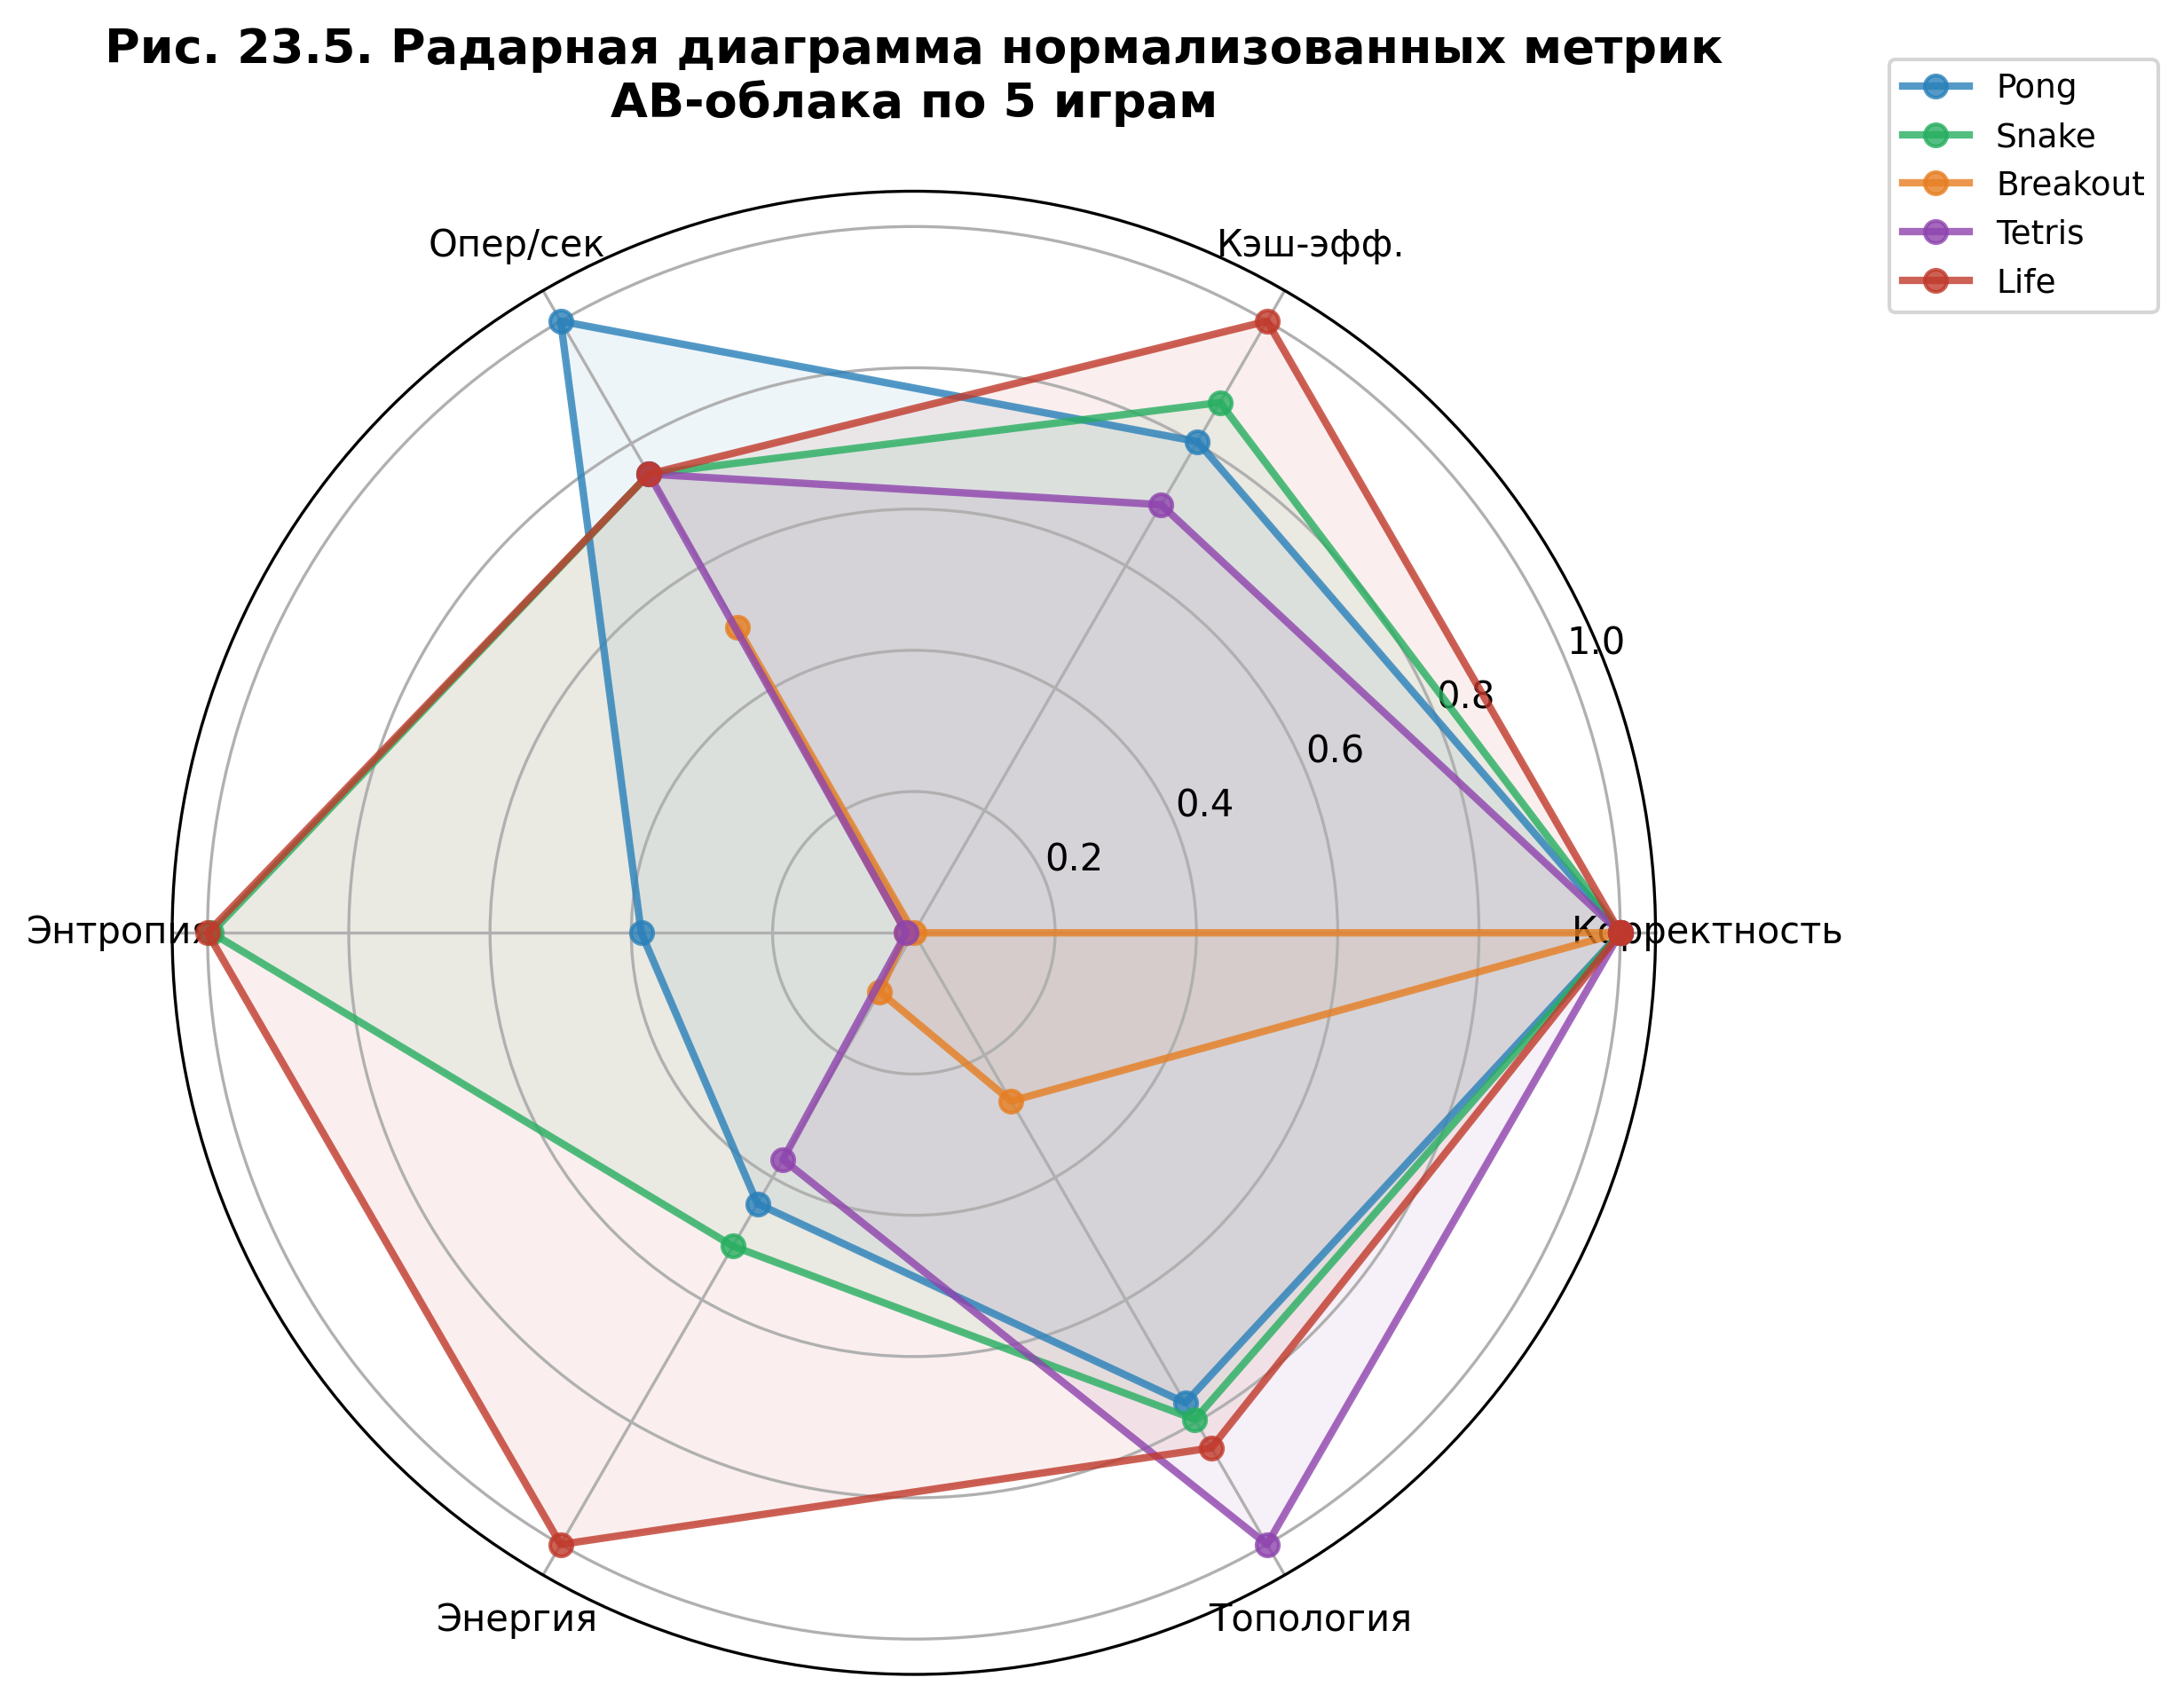 Рис. 23.5. Радарная диаграмма нормализованных метрик
АВ-облака по 5 играм
Pong
Snake
Breakout
Tetris
Life
Опер/сек
Кэш-эфф.
1.0
0.8
0.6
0.4
0.2
Энтропия
Корректность
Энергия
Топология